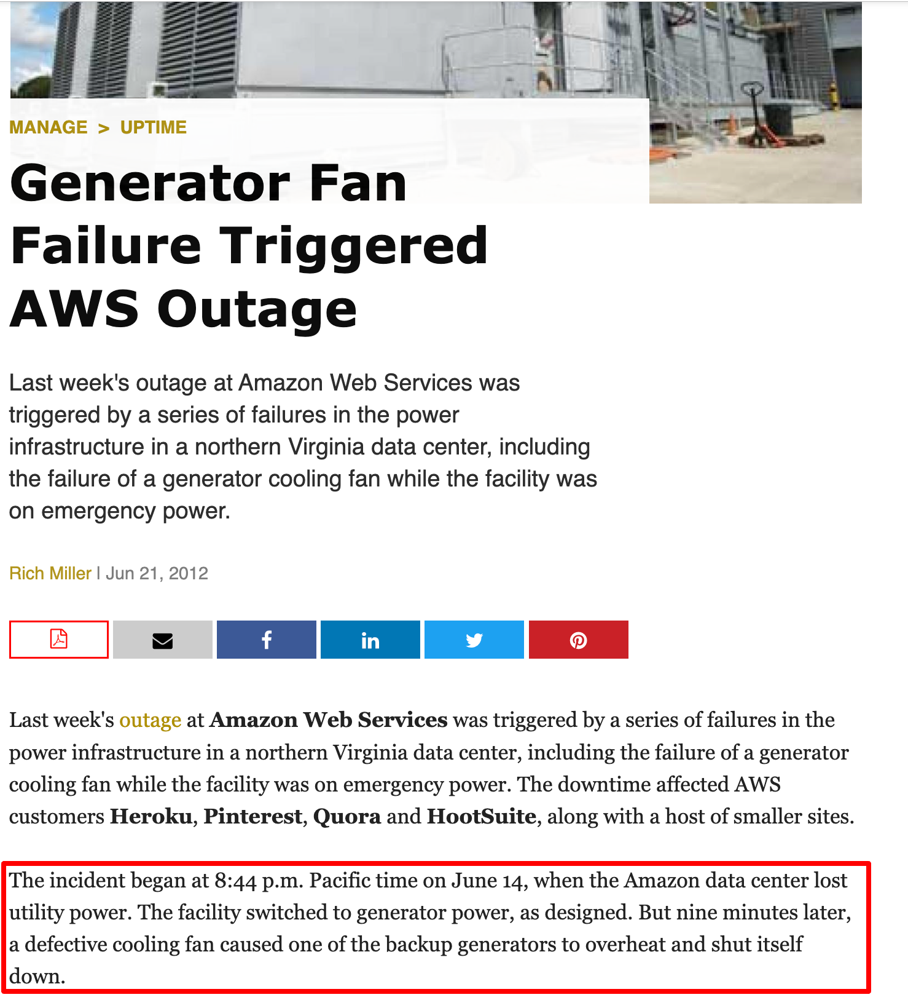 MANAGE > UPTIME
Generator Fan
Failure Triggered
AWS Outage
Last week's outage at Amazon Web Services was
triggered by a series of failures in the power
infrastructure in a northern Virginia data center, including
the failure of a generator cooling fan while the facility was
on emergency power.
Rich Miller | Jun 21, 2012
Last week's outage at Amazon Web Services was triggered by a series of failures in the
power infrastructure in a northern Virginia data center, including the failure of a generator
cooling fan while the facility was on emergency power. The downtime affected AWS
customers Heroku, Pinterest, Quora and HootSuite, along with a host of smaller sites.
The incident began at 8:44 p.m. Pacific time on June 14, when the Amazon data center lost
utility power. The facility switched to generator power, as designed. But nine minutes later,
a defective cooling fan caused one of the backup generators to overheat and shut itself
down.